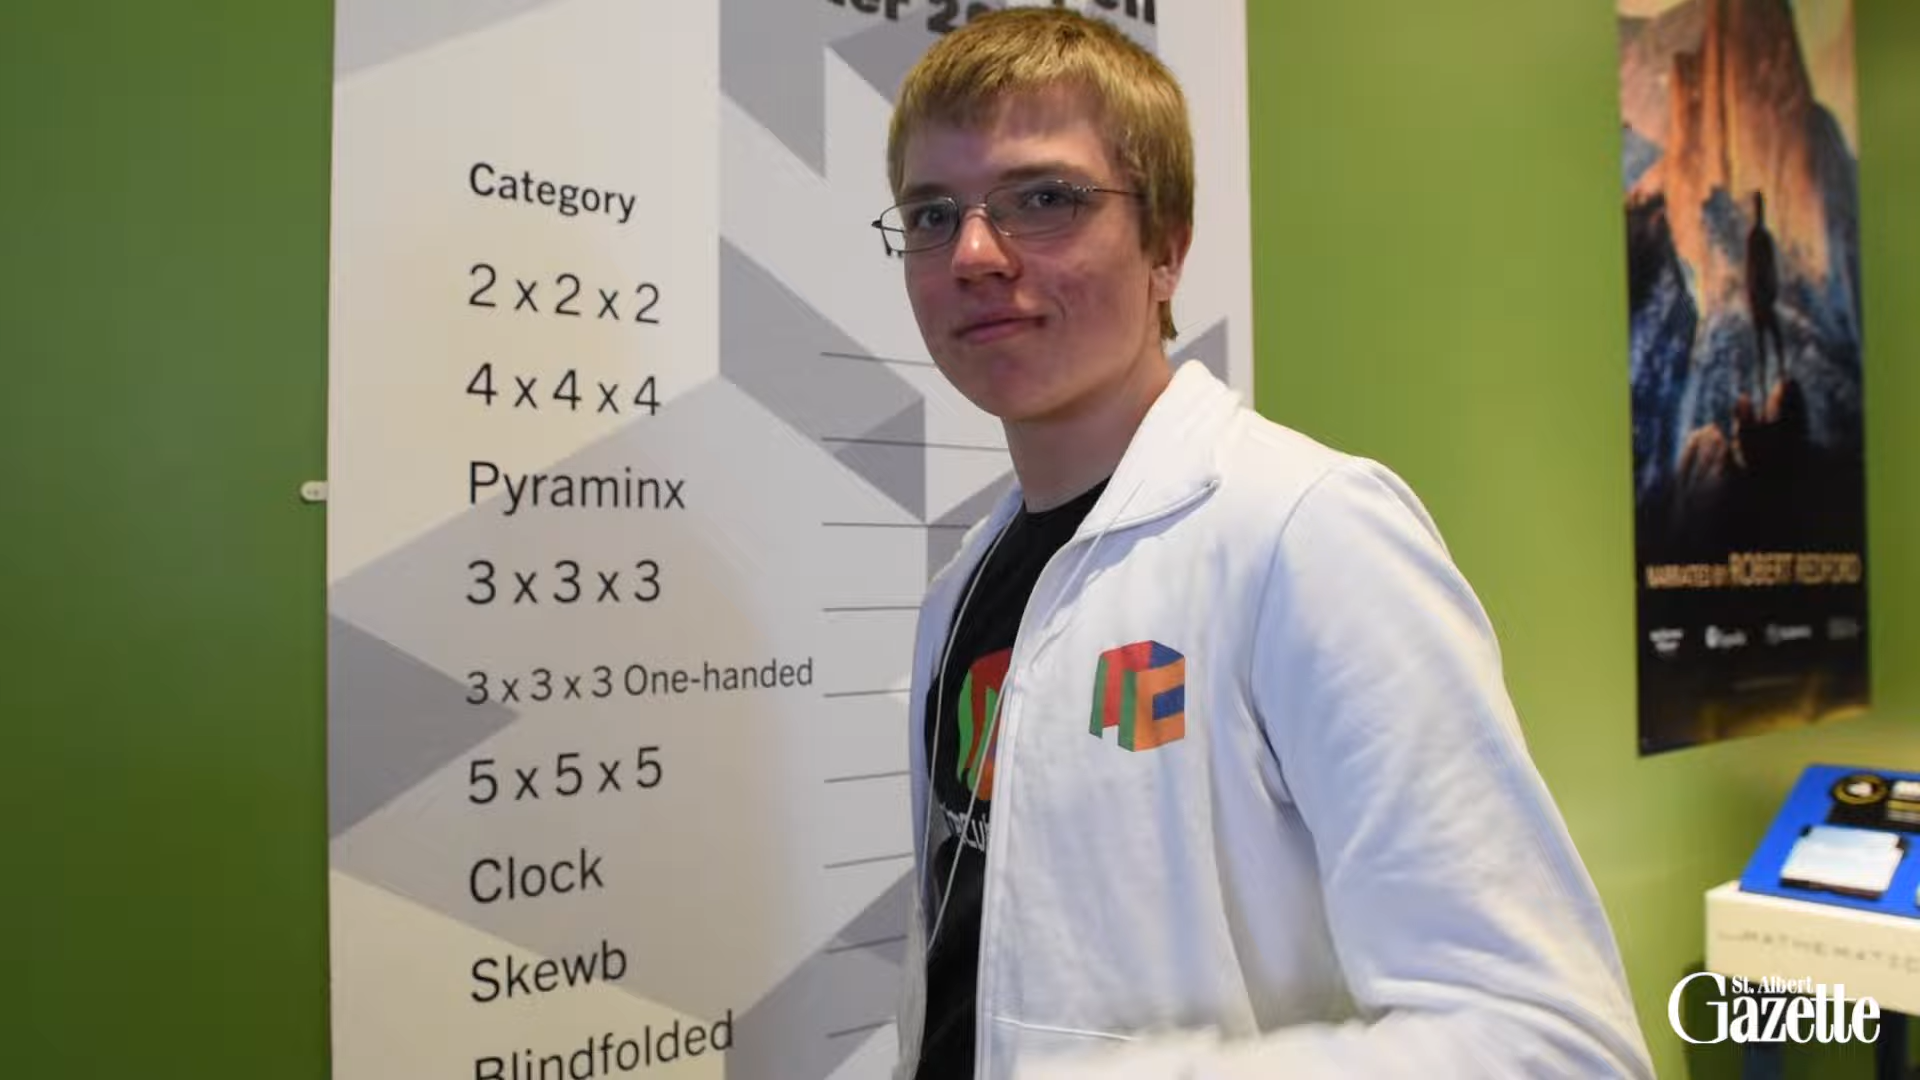 Category
2 x 2 x 2
4 x 4 x 4
Pyraminx
3 x 3 x 3
3 x 3 x 3 One-handed
5 x 5 x 5
Clock
Skewb
Blindfolded
NARRATED BY ROBERT REDFORD
St. Albert
Gazette